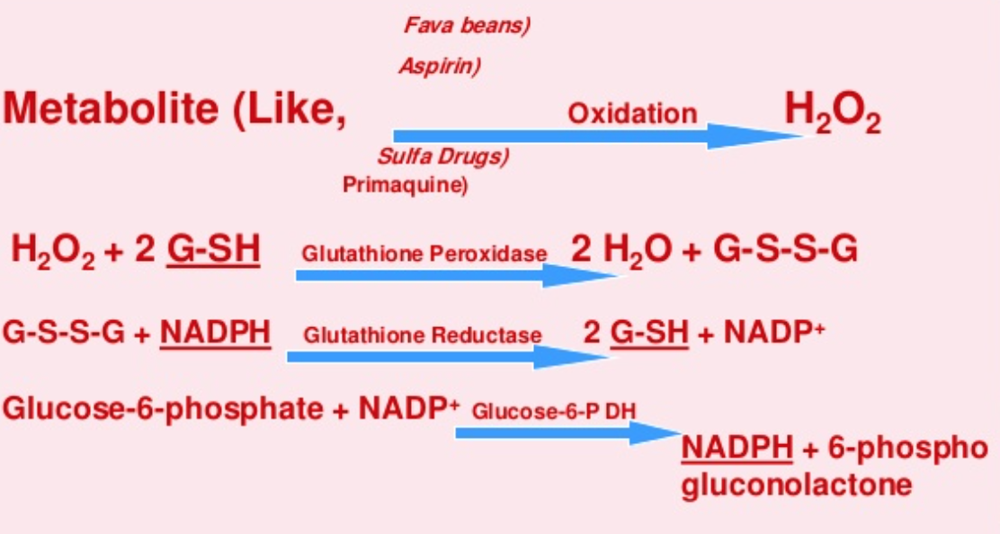 Fava beans)
Aspirin)
Metabolite (Like,
Oxidation
H₂O₂
Sulfa Drugs)
Primaquine)
H₂O₂ + 2 G-SH
Glutathione Peroxidase
2 H₂O + G-S-S-G
G-S-S-G + NADPH
Glutathione Reductase
2 G-SH + NADP⁺
Glucose-6-phosphate + NADP⁺
Glucose-6-P DH
NADPH + 6-phospho
gluconolactone